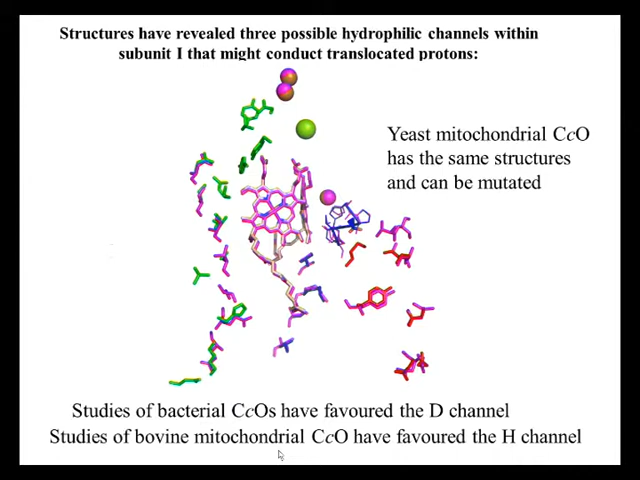 Structures have revealed three possible hydrophilic channels within
subunit I that might conduct translocated protons:
Yeast mitochondrial CcO
has the same structures
and can be mutated
Studies of bacterial CcOs have favoured the D channel
Studies of bovine mitochondrial CcO have favoured the H channel